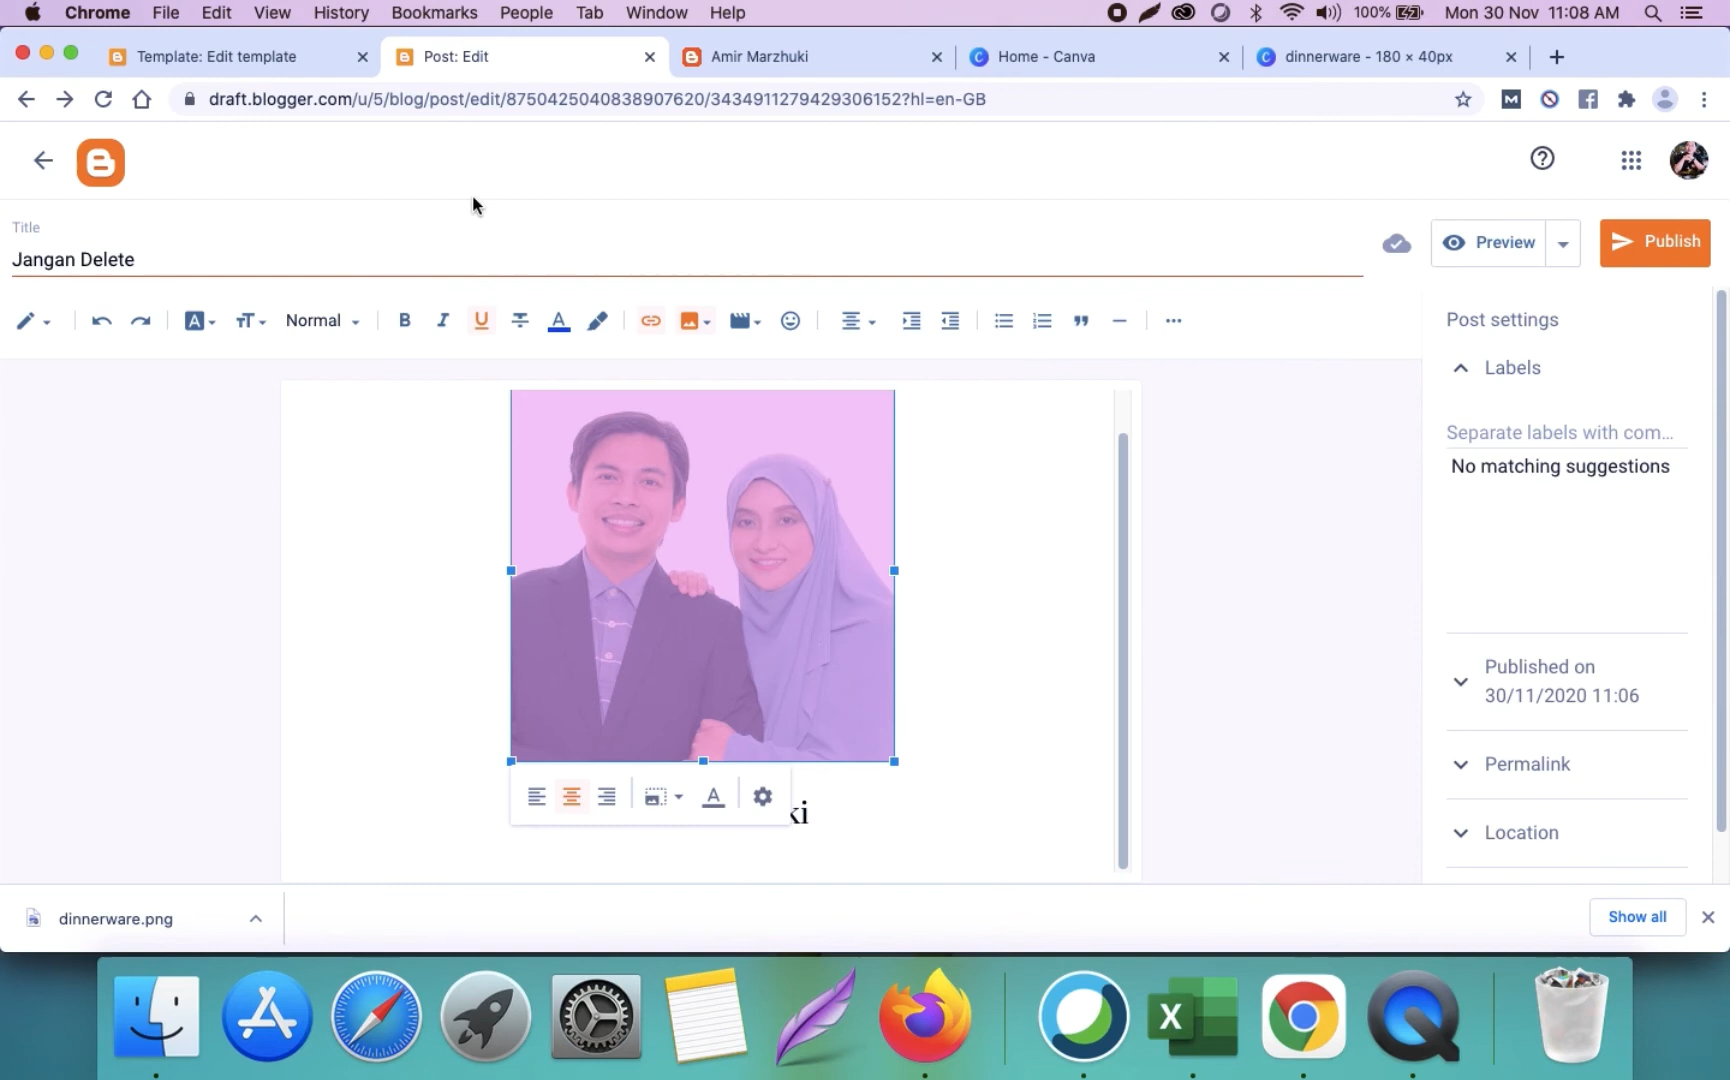 Chrome File Edit View History Bookmarks People Tab Window Help 100% Mon 30 Nov 11:08 AM
Template: Edit template Post: Edit Amir Marzhuki Home - Canva dinnerware - 180 × 40px
draft.blogger.com/u/5/blog/post/edit/8750425040838907620/3434911279429306152?hl=en-GB
Title
Jangan Delete
Preview Publish
Normal
Post settings
Labels
Separate labels with com...
No matching suggestions
Published on
30/11/2020 11:06
Permalink
ki
Location
dinnerware.png
Show all